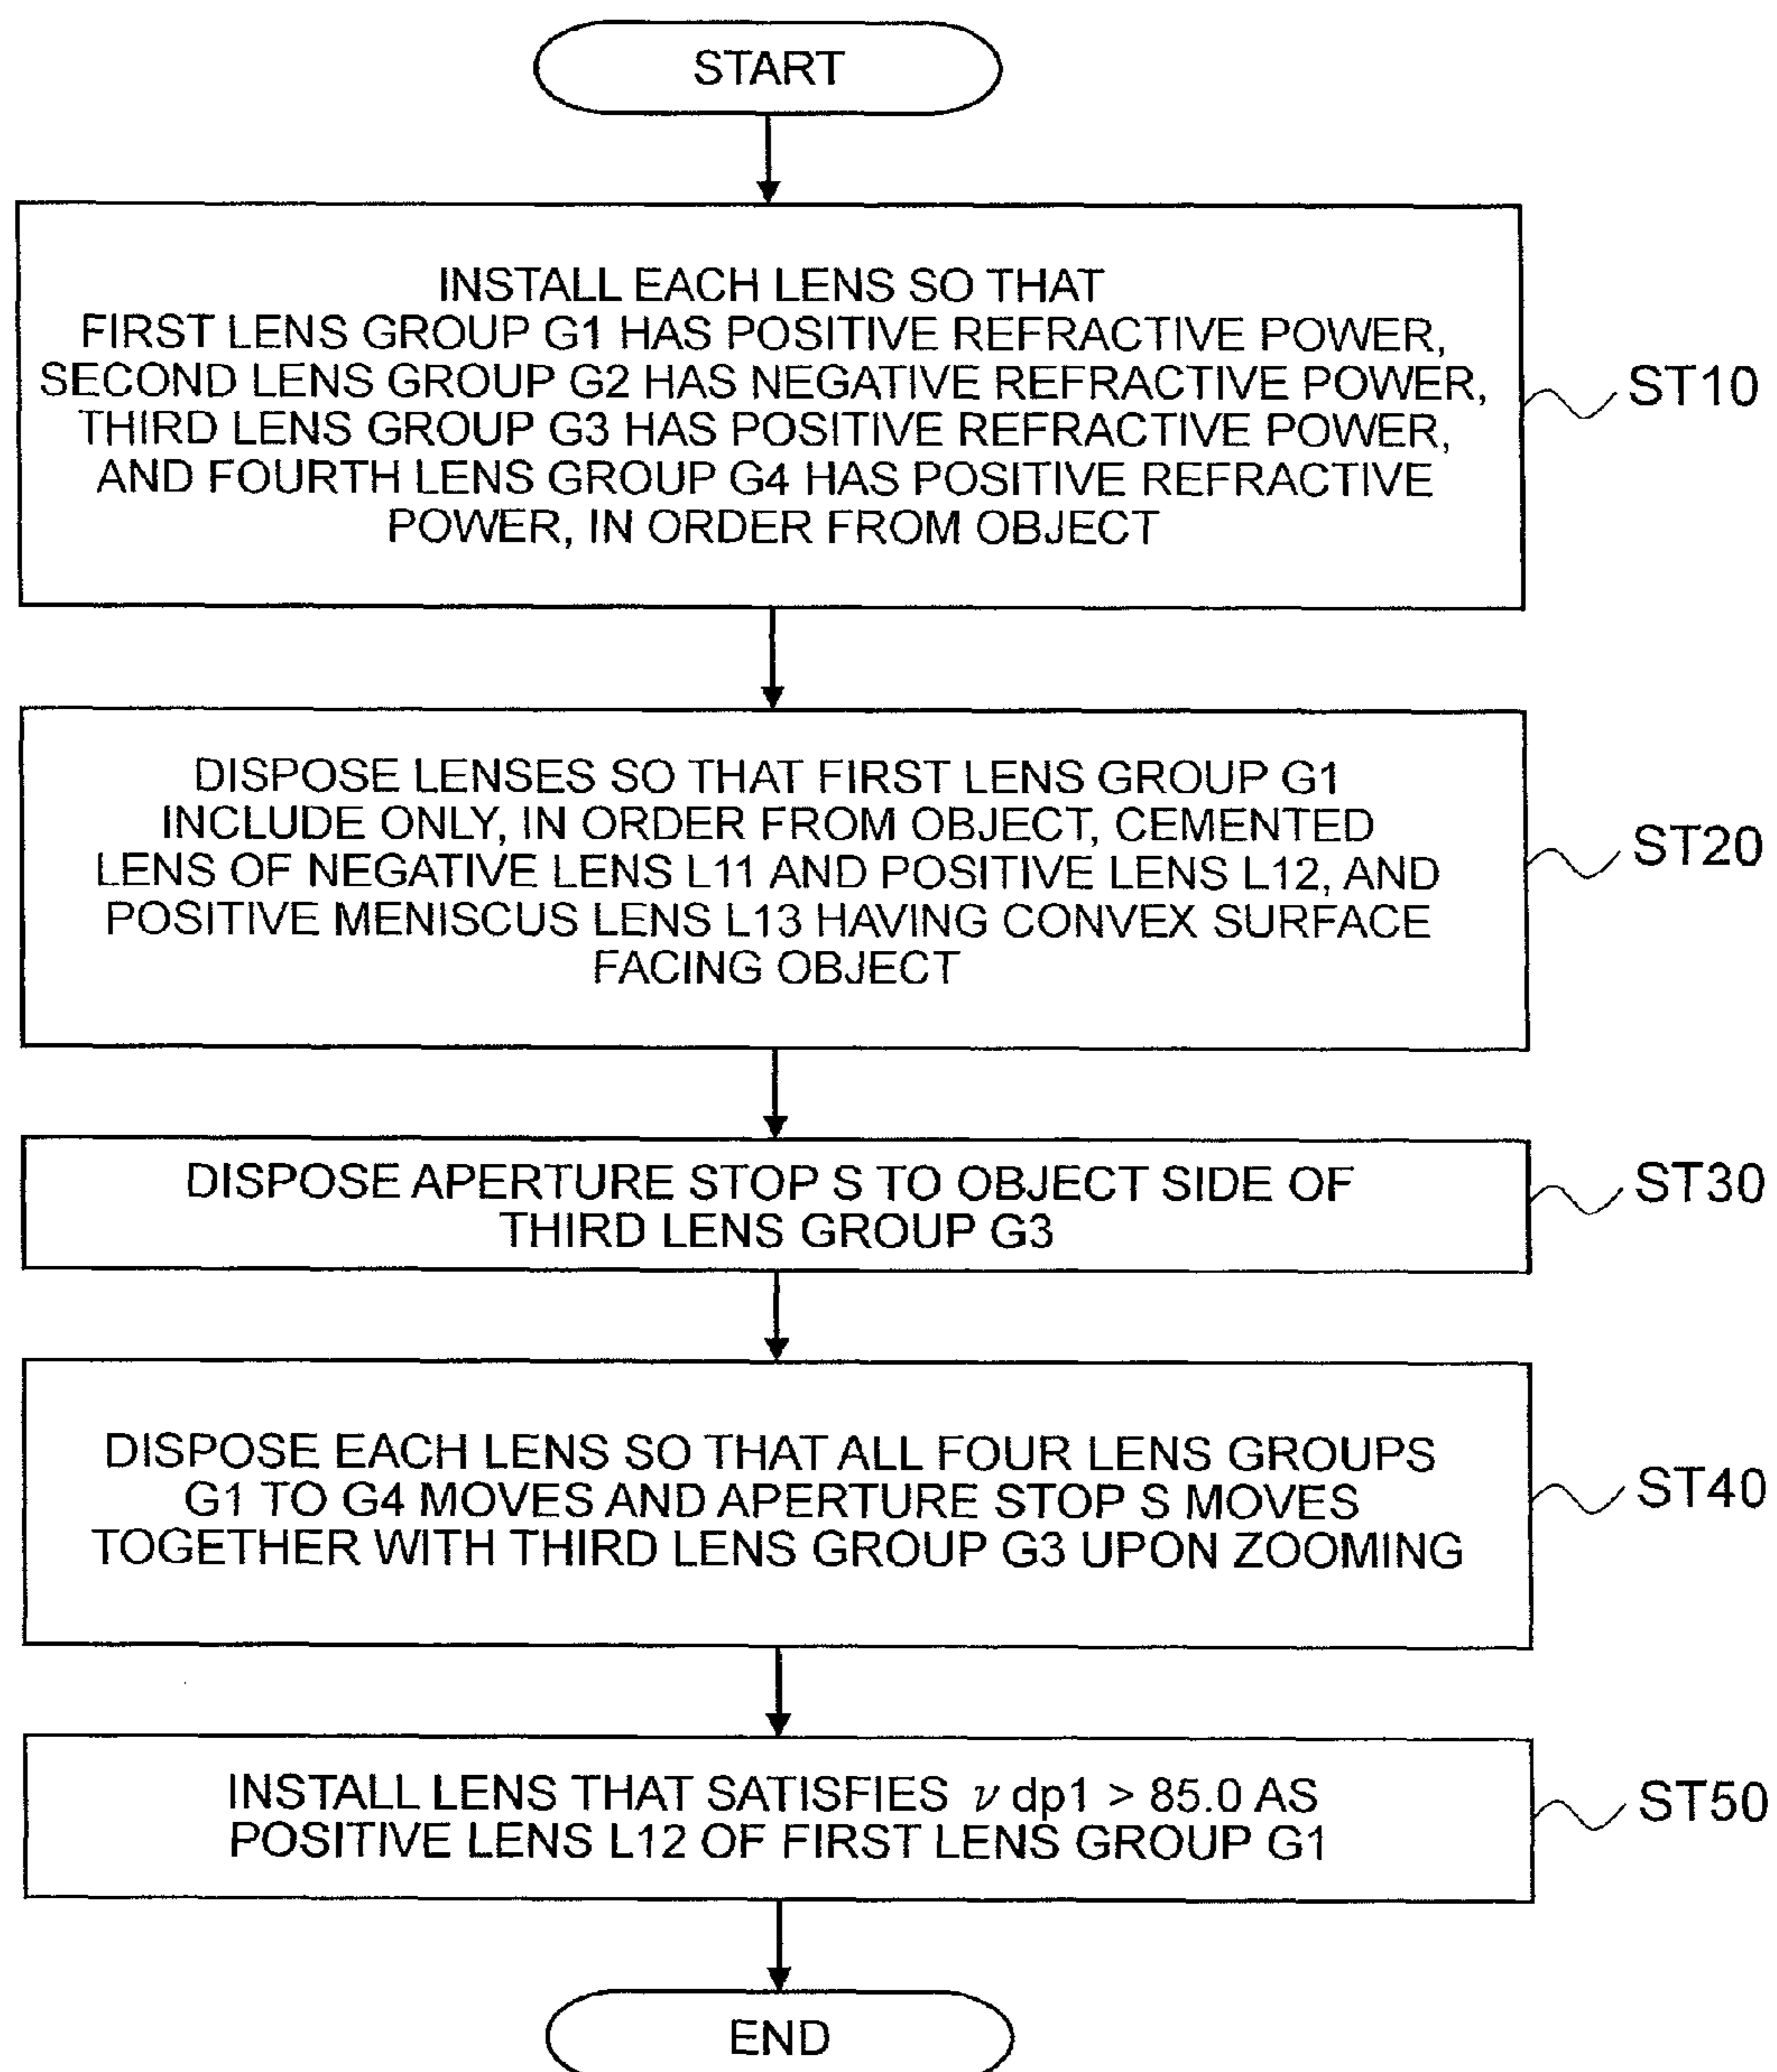 START
INSTALL EACH LENS SO THAT
FIRST LENS GROUP G1 HAS POSITIVE REFRACTIVE POWER,
SECOND LENS GROUP G2 HAS NEGATIVE REFRACTIVE POWER,
THIRD LENS GROUP G3 HAS POSITIVE REFRACTIVE POWER,
AND FOURTH LENS GROUP G4 HAS POSITIVE REFRACTIVE
POWER, IN ORDER FROM OBJECT
ST10
DISPOSE LENSES SO THAT FIRST LENS GROUP G1
INCLUDE ONLY, IN ORDER FROM OBJECT, CEMENTED
LENS OF NEGATIVE LENS L11 AND POSITIVE LENS L12, AND
POSITIVE MENISCUS LENS L13 HAVING CONVEX SURFACE
FACING OBJECT
ST20
DISPOSE APERTURE STOP S TO OBJECT SIDE OF
THIRD LENS GROUP G3
ST30
DISPOSE EACH LENS SO THAT ALL FOUR LENS GROUPS
G1 TO G4 MOVES AND APERTURE STOP S MOVES
TOGETHER WITH THIRD LENS GROUP G3 UPON ZOOMING
ST40
INSTALL LENS THAT SATISFIES ν dp1 > 85.0 AS
POSITIVE LENS L12 OF FIRST LENS GROUP G1
ST50
END